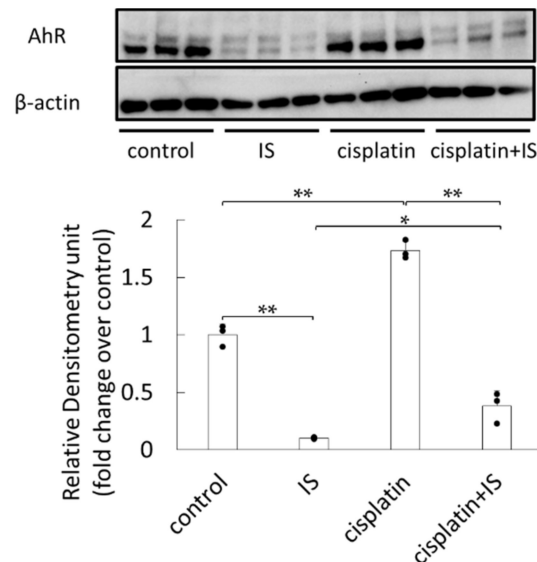 AhR
β-actin
control IS cisplatin cisplatin+IS
** **
*
**
Relative Densitometry unit
(fold change over control)
2
1.5
1
0.5
0
control IS cisplatin cisplatin+IS